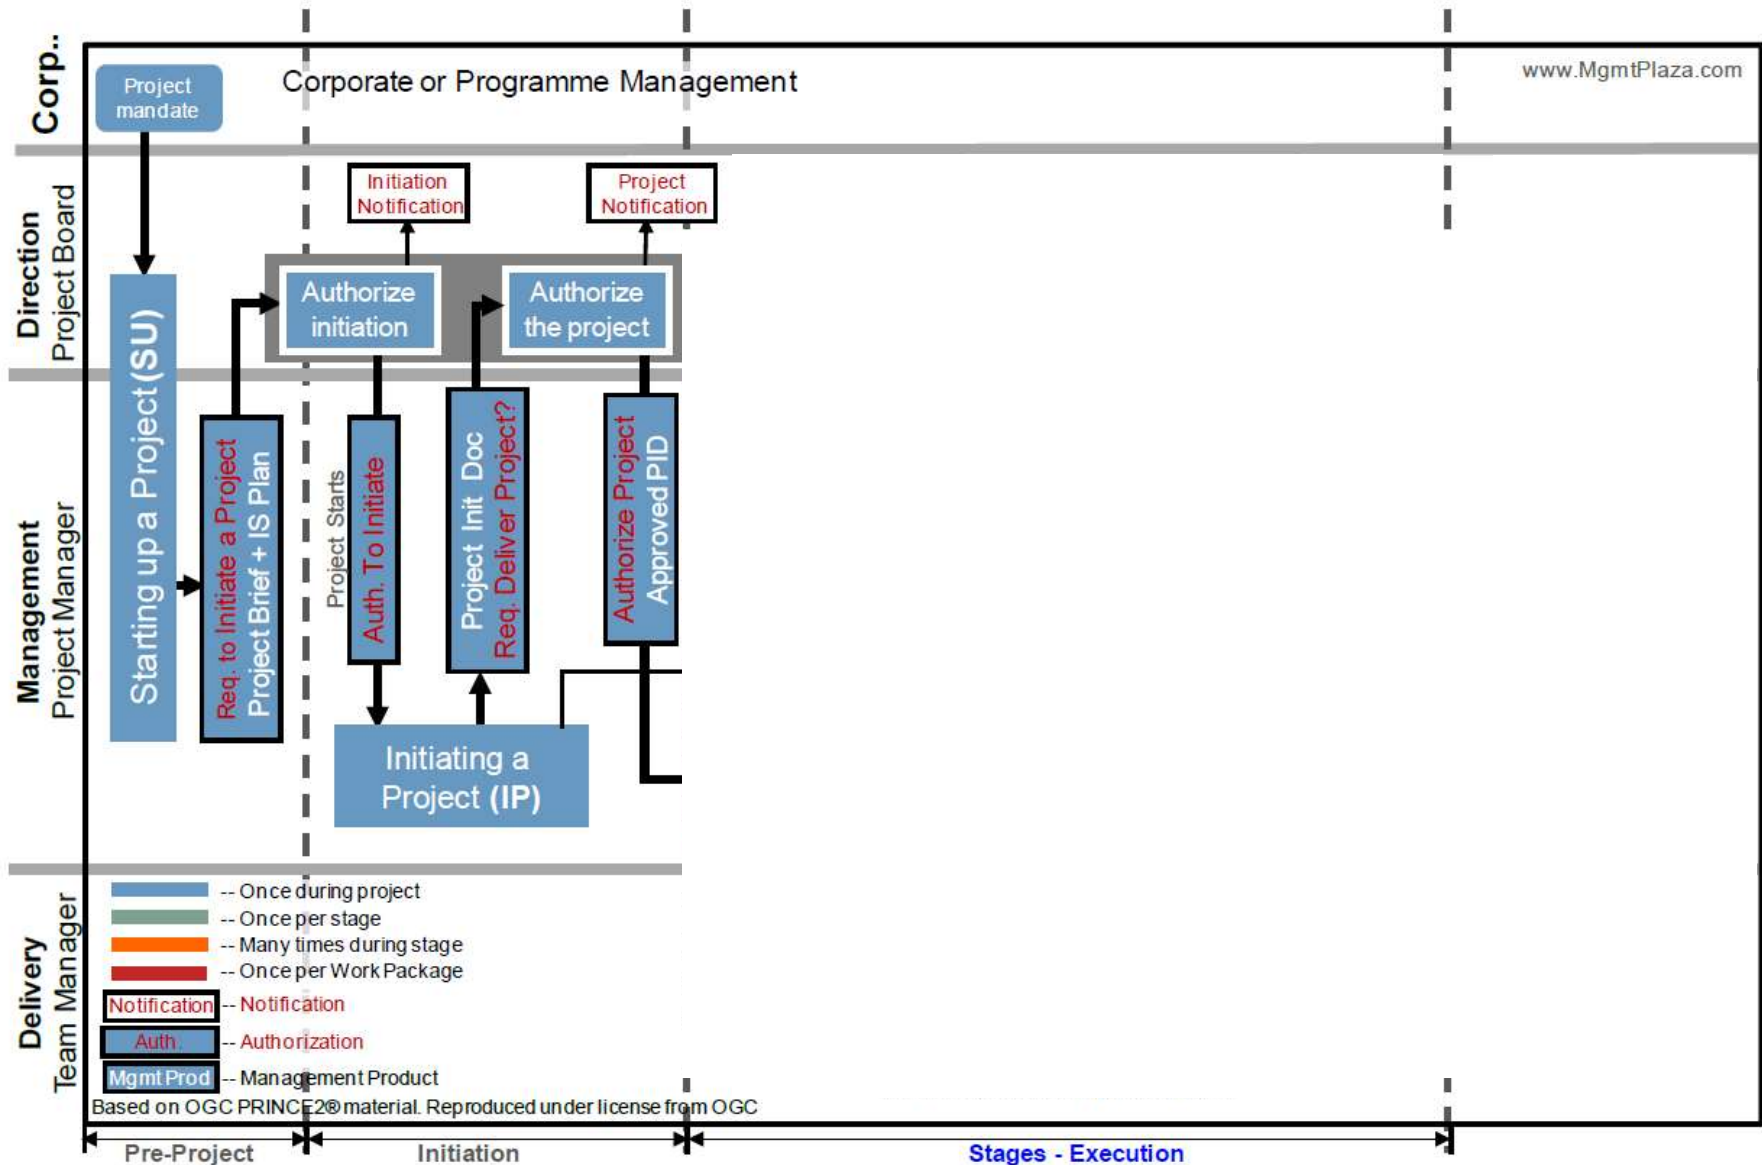 Corp..
Project
mandate
Corporate or Programme Management
www.MgmtPlaza.com
Direction
Project Board
Initiation
Notification
Project
Notification
Authorize
initiation
Authorize
the project
Management
Project Manager
Starting up a Project (SU)
Req. to Initiate a Project
Project Brief + IS Plan
Project Starts
Auth. To Initiate
Project Init Doc
Req. Deliver Project?
Authorize Project
Approved PID
Initiating a
Project (IP)
Delivery
Team Manager
-- Once during project
-- Once per stage
-- Many times during stage
-- Once per Work Package
Notification -- Notification
Auth. -- Authorization
Mgmt Prod -- Management Product
Based on OGC PRINCE2® material. Reproduced under license from OGC
Pre-Project
Initiation
Stages - Execution